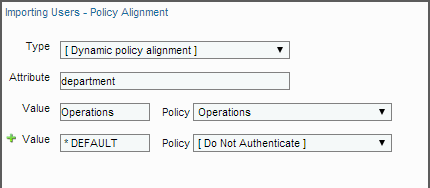 Importing Users - Policy Alignment
Type [ Dynamic policy alignment ]
Attribute department
Value Operations Policy Operations
Value * DEFAULT Policy [ Do Not Authenticate ]